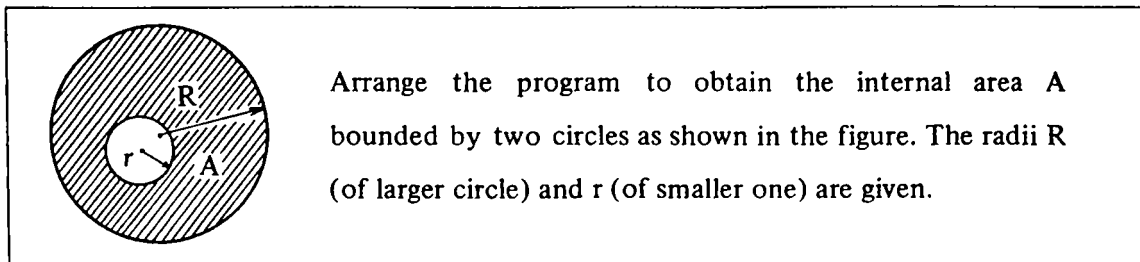 R
r
A
Arrange the program to obtain the internal area A
bounded by two circles as shown in the figure. The radii R
(of larger circle) and r (of smaller one) are given.